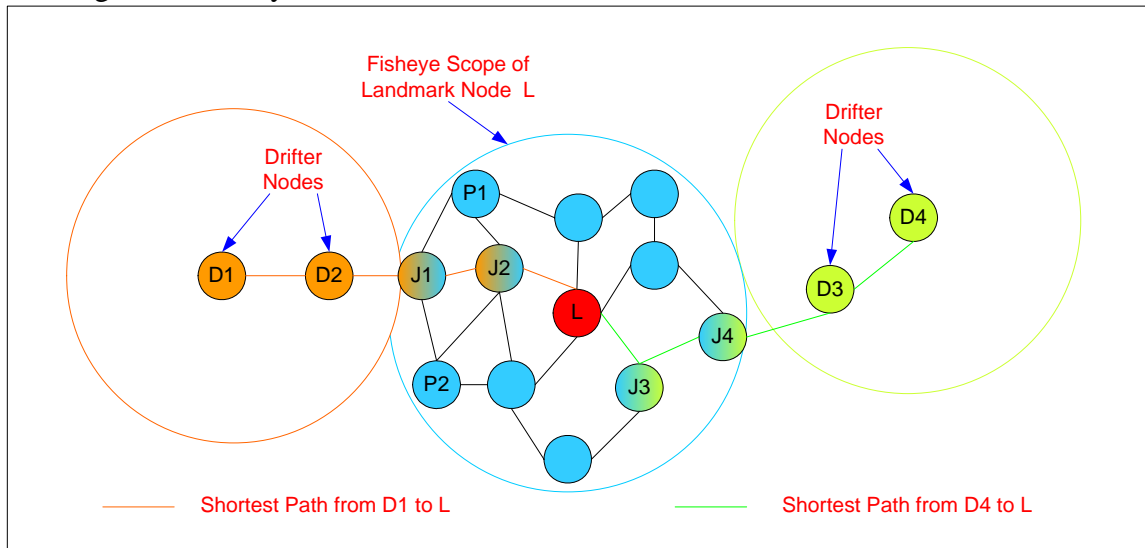 Fisheye Scope of
Landmark Node L
Drifter
Nodes
Drifter
Nodes
P1
D4
D1
D2
J1
J2
D3
L
J4
P2
J3
Shortest Path from D1 to L
Shortest Path from D4 to L